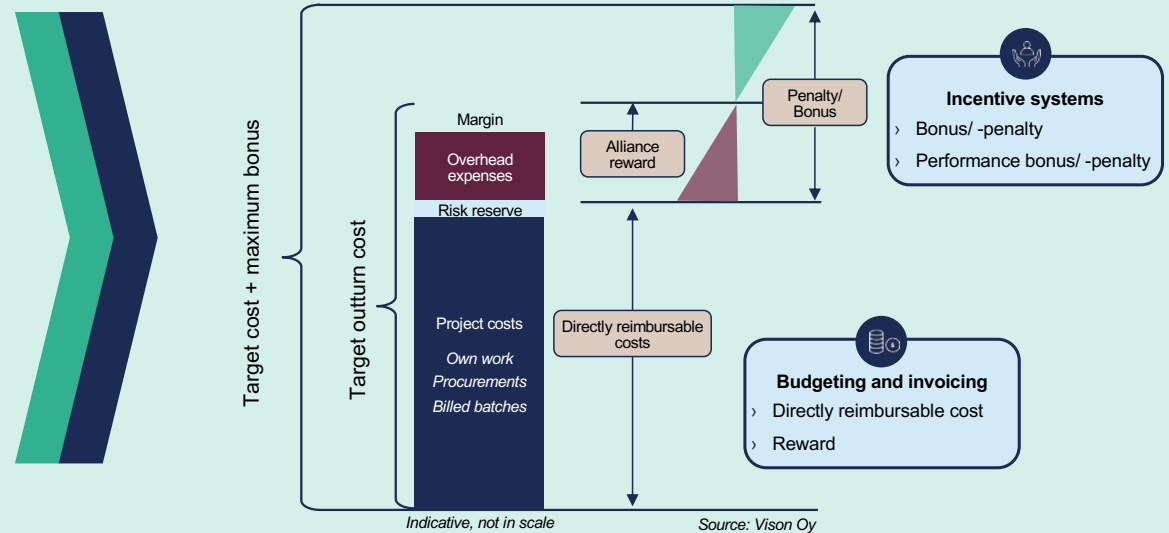 Target cost + maximum bonus
Target outturn cost
Margin
Overhead
expenses
Risk reserve
Project costs
Own work
Procurements
Billed batches
Indicative, not in scale
Alliance
reward
Directly reimbursable
costs
Penalty/
Bonus
Source: Vison Oy
Incentive systems
› Bonus/ -penalty
› Performance bonus/ -penalty
Budgeting and invoicing
› Directly reimbursable cost
› Reward